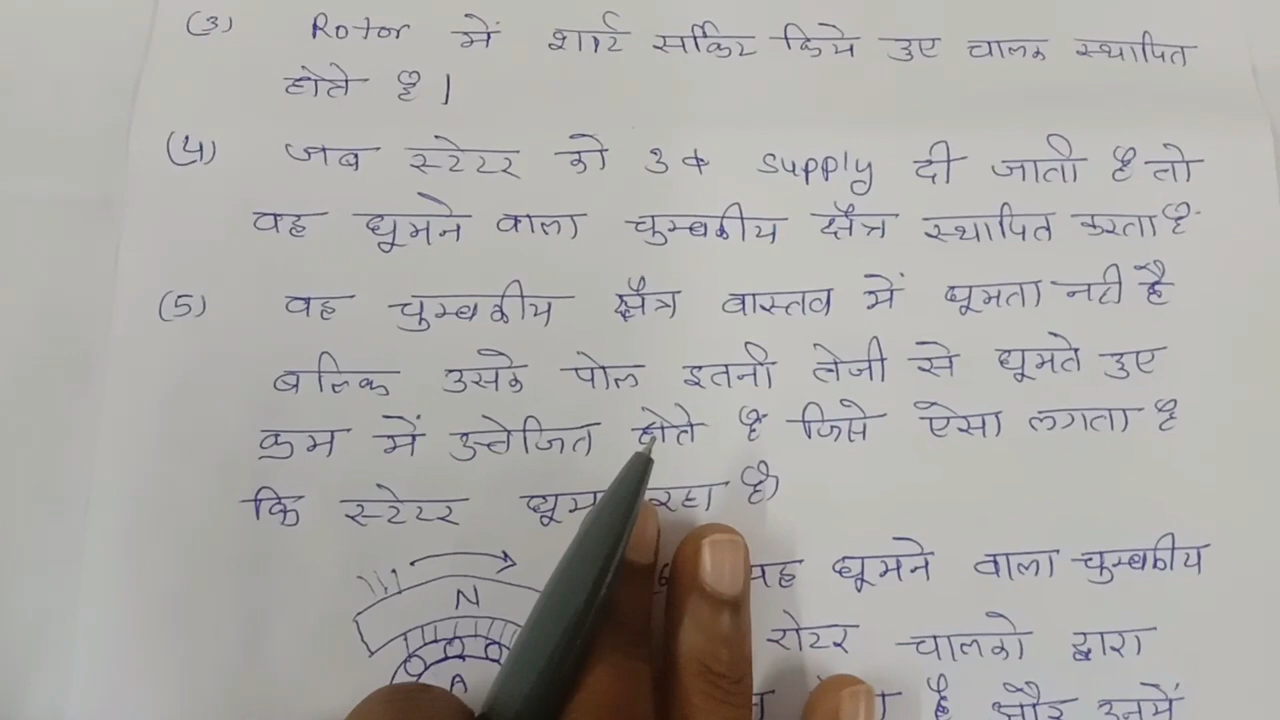 (3) Rotor में शार्ट सर्किट किये हुए चालक स्थापित
होते है।
(4) जब स्टेटर को 3φ supply दी जाती है तो
वह घूमने वाला चुम्बकीय क्षैत्र स्थापित करता है
(5) वह चुम्बकीय क्षैत्र वास्तव में घूमता नही है
बल्कि उसके पोल इतनी तेजी से घूमते हुए
क्रम में उत्तेजित होते है जिसे ऐसा लगता है
कि स्टेटर घूम रहा है
यह घूमने वाला चुम्बकीय
N
रोटर चालको द्वारा
A
है और उनमें